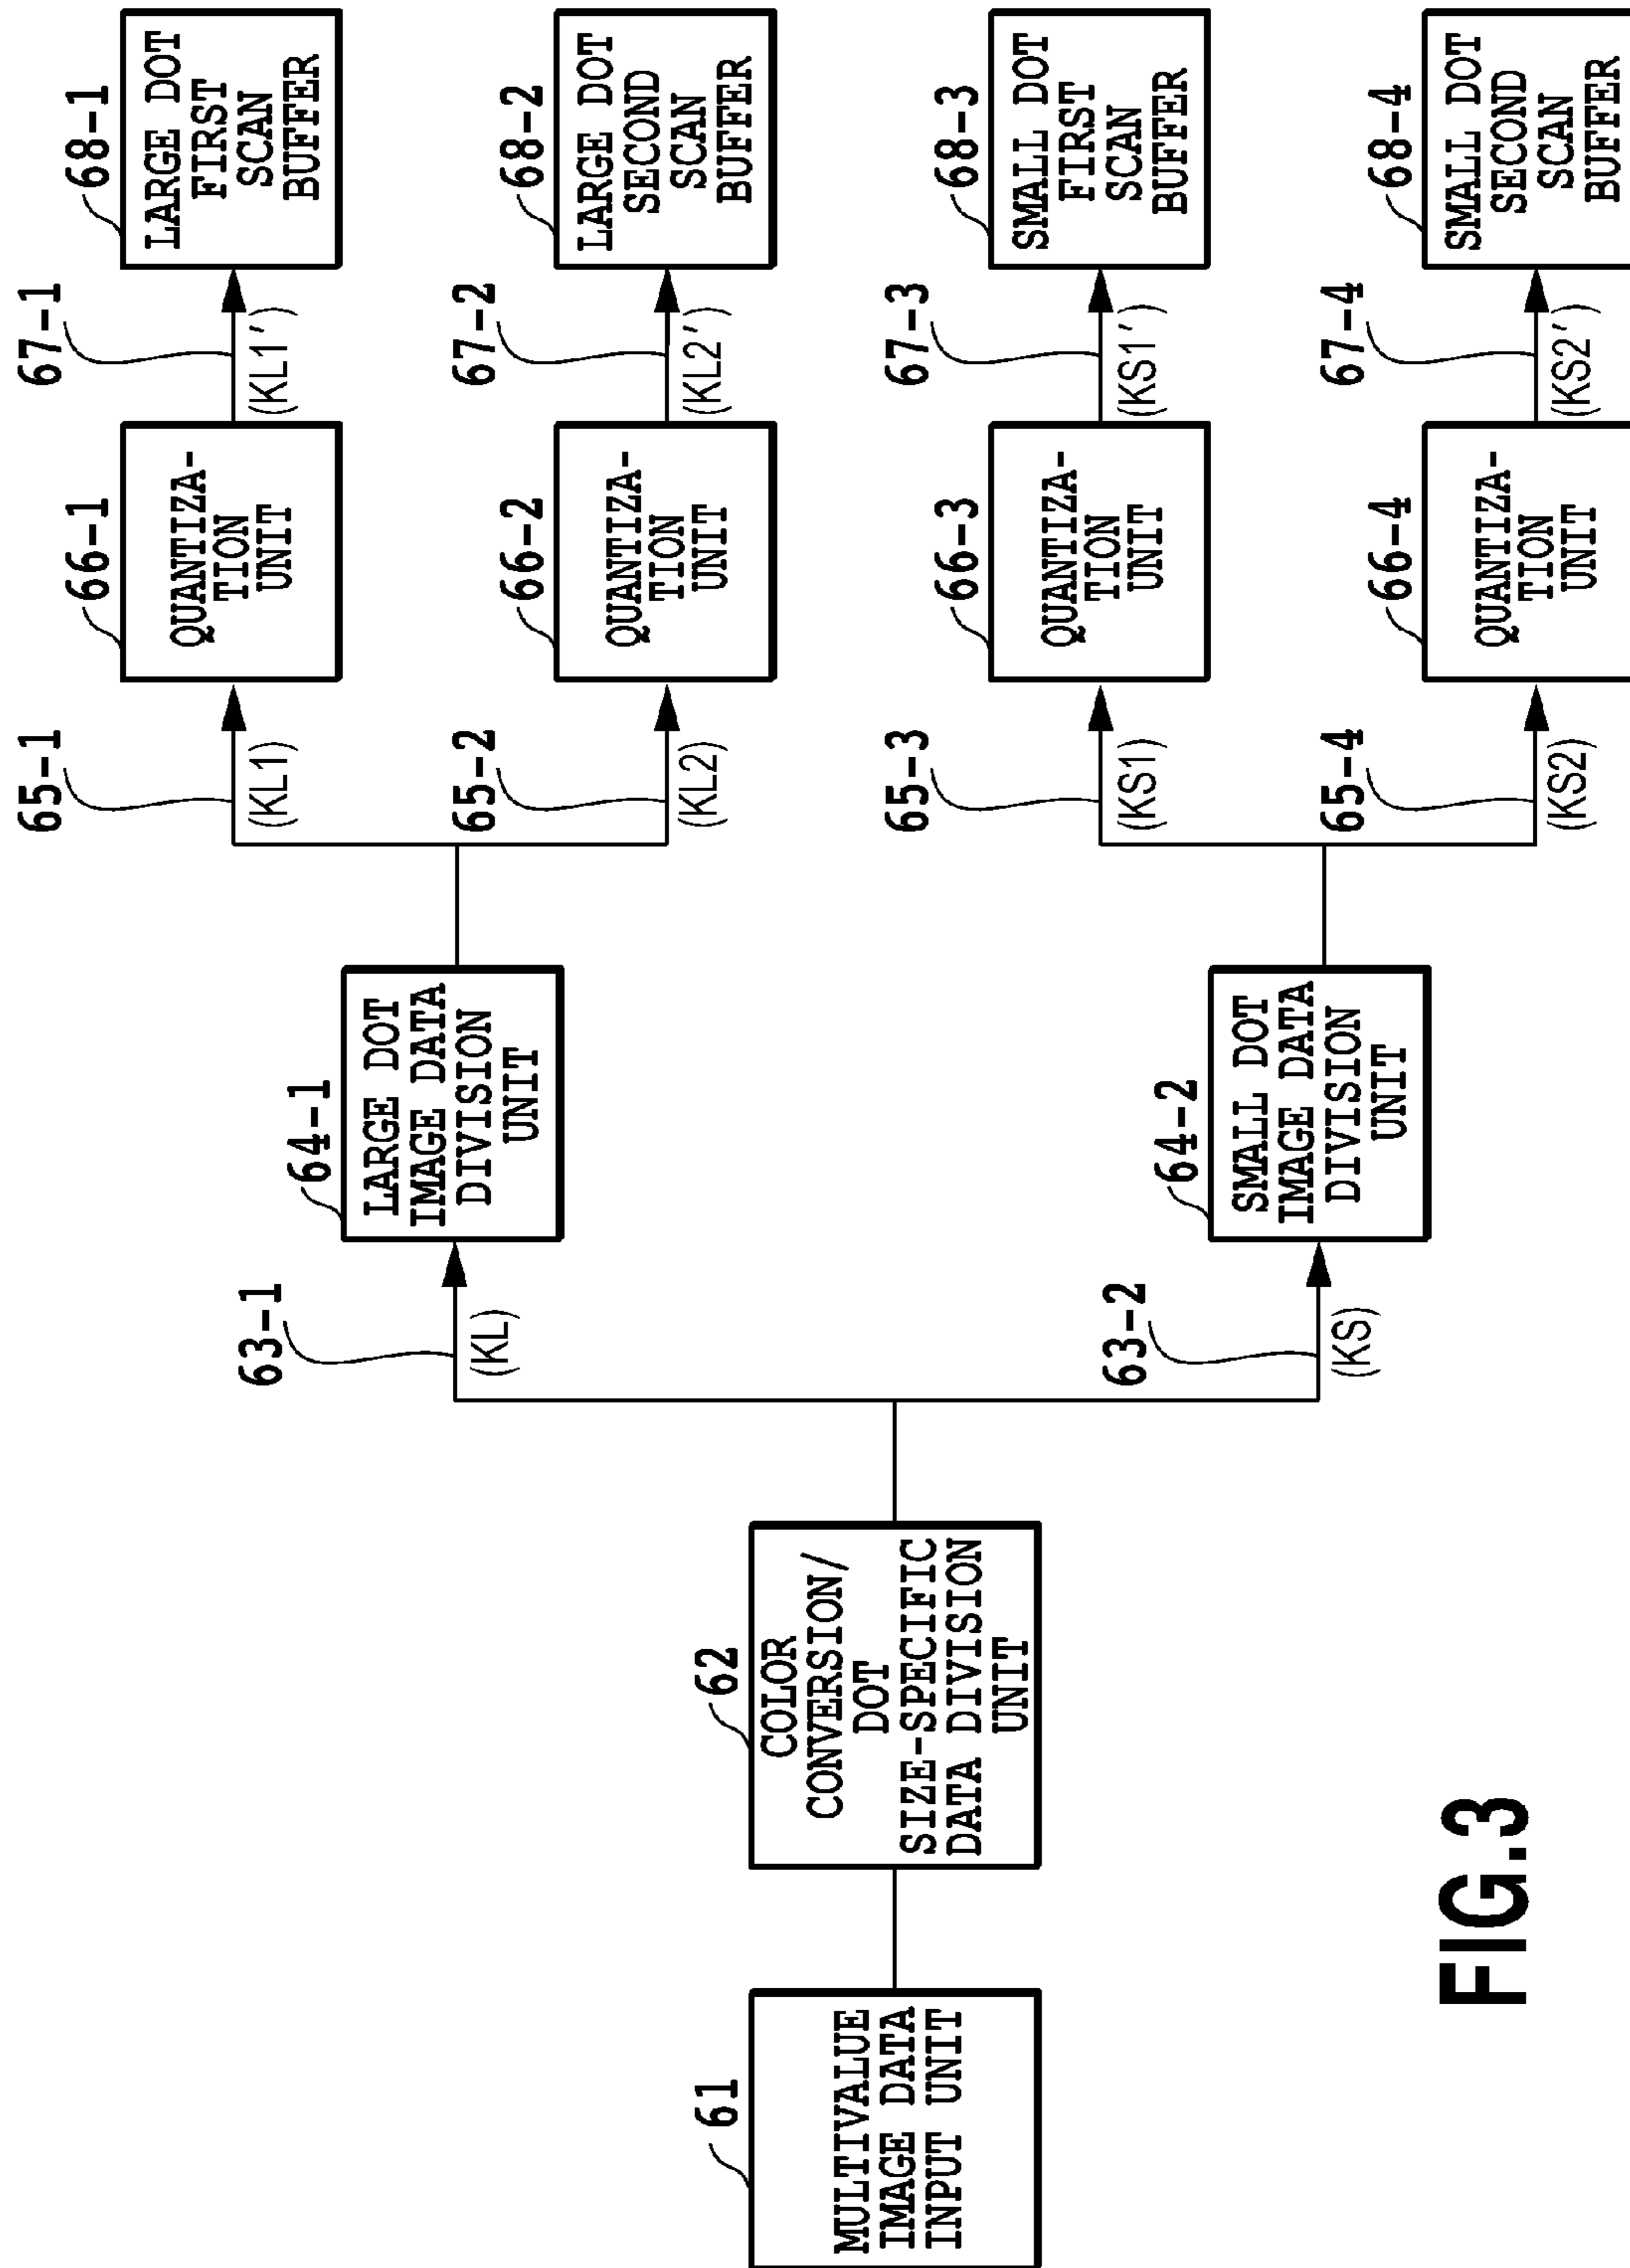 61
MULTIVALUE
IMAGE DATA
INPUT UNIT
62
COLOR
CONVERSION/
DOT
SIZE-SPECIFIC
DATA DIVISION
UNIT
63-1
(KL)
64-1
LARGE DOT
IMAGE DATA
DIVISION
UNIT
65-1
(KL1)
66-1
QUANTIZA-
TION
UNIT
67-1
(KL1')
68-1
LARGE DOT
FIRST
SCAN
BUFFER
65-2
(KL2)
66-2
QUANTIZA-
TION
UNIT
67-2
(KL2')
68-2
LARGE DOT
SECOND
SCAN
BUFFER
63-2
(KS)
64-2
SMALL DOT
IMAGE DATA
DIVISION
UNIT
65-3
(KS1)
66-3
QUANTIZA-
TION
UNIT
67-3
(KS1')
68-3
SMALL DOT
FIRST
SCAN
BUFFER
65-4
(KS2)
66-4
QUANTIZA-
TION
UNIT
67-4
(KS2')
68-4
SMALL DOT
SECOND
SCAN
BUFFER
FIG.3